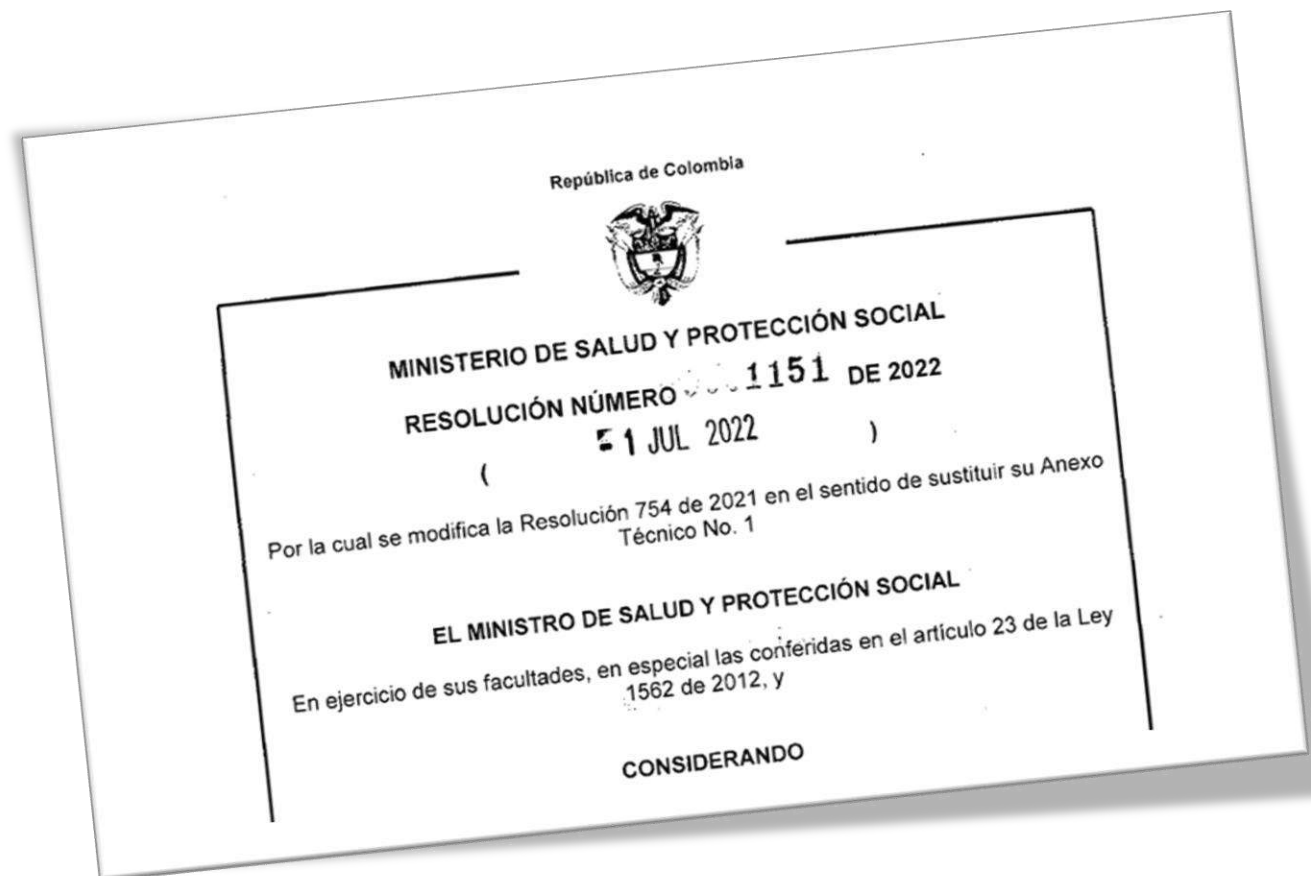 República de Colombia
MINISTERIO DE SALUD Y PROTECCIÓN SOCIAL
RESOLUCIÓN NÚMERO 1151 DE 2022
( 1 JUL 2022 )
Por la cual se modifica la Resolución 754 de 2021 en el sentido de sustituir su Anexo
Técnico No. 1
EL MINISTRO DE SALUD Y PROTECCIÓN SOCIAL
En ejercicio de sus facultades, en especial las conferidas en el artículo 23 de la Ley
1562 de 2012, y
CONSIDERANDO